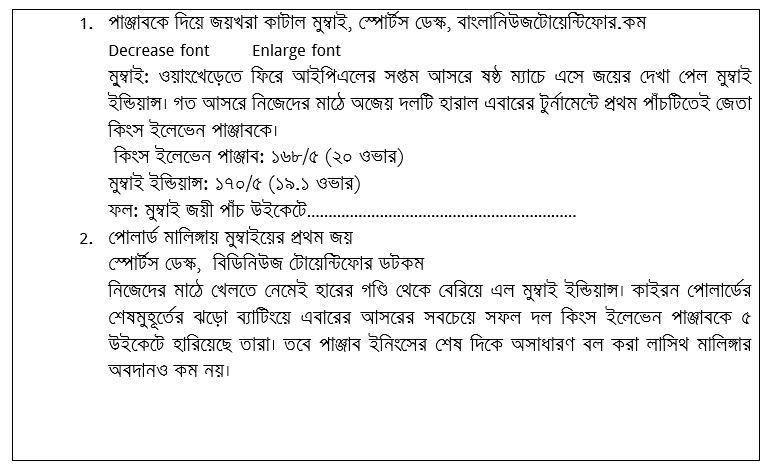 1. পাঞ্জাবকে দিয়ে জয়খরা কাটাল মুম্বাই, স্পোর্টস ডেস্ক, বাংলানিউজটোয়েন্টিফোর.কম
Decrease font Enlarge font
মুম্বাই: ওয়াংখেড়েতে ফিরে আইপিএলের সপ্তম আসরে ষষ্ঠ ম্যাচে এসে জয়ের দেখা পেল মুম্বাই
ইন্ডিয়ান্স। গত আসরে নিজেদের মাঠে অজেয় দলটি হারাল এবারের টুর্নামেন্টে প্রথম পাঁচটিতেই জেতা
কিংস ইলেভেন পাঞ্জাবকে।
কিংস ইলেভেন পাঞ্জাব: ১৬৮/৫ (২০ ওভার)
মুম্বাই ইন্ডিয়ান্স: ১৭০/৫ (১৯.১ ওভার)
ফল: মুম্বাই জয়ী পাঁচ উইকেটে...............................................................
2. পোলার্ড মালিঙ্গায় মুম্বাইয়ের প্রথম জয়
স্পোর্টস ডেস্ক, বিডিনিউজ টোয়েন্টিফোর ডটকম
নিজেদের মাঠে খেলতে নেমেই হারের গণ্ডি থেকে বেরিয়ে এল মুম্বাই ইন্ডিয়ান্স। কাইরন পোলার্ডের
শেষমুহূর্তের ঝড়ো ব্যাটিংয়ে এবারের আসরের সবচেয়ে সফল দল কিংস ইলেভেন পাঞ্জাবকে ৫
উইকেটে হারিয়েছে তারা। তবে পাঞ্জাব ইনিংসের শেষ দিকে অসাধারণ বল করা লাসিথ মালিঙ্গার
অবদানও কম নয়।